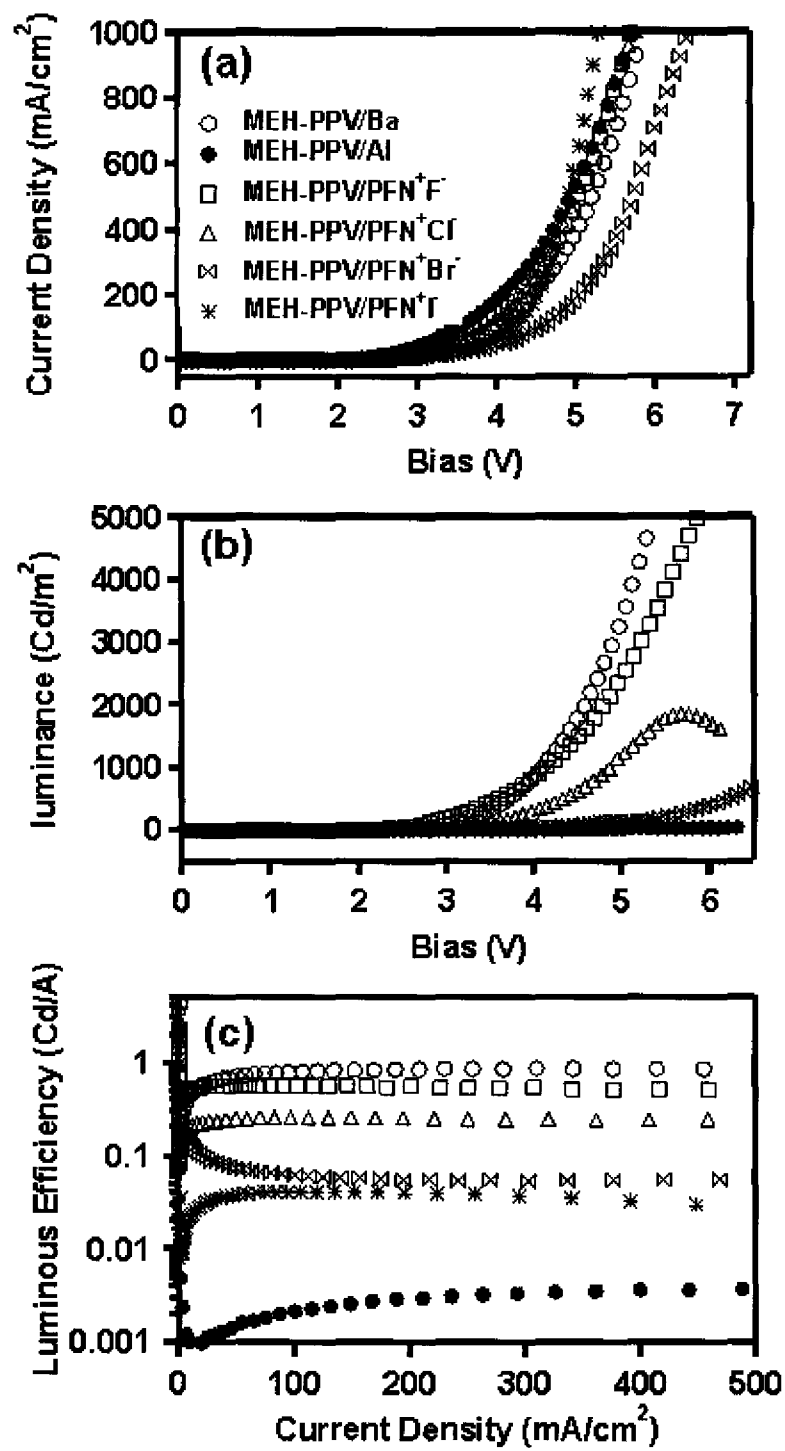 (a)
Current Density (mA/cm²)
1000
800
600
400
200
0
MEH-PPV/Ba
MEH-PPV/Al
MEH-PPV/PFN⁺F⁻
MEH-PPV/PFN⁺Cl⁻
MEH-PPV/PFN⁺Br⁻
MEH-PPV/PFN⁺I⁻
0 1 2 3 4 5 6 7
Bias (V)
(b)
luminance (Cd/m²)
5000
4000
3000
2000
1000
0
0 1 2 3 4 5 6
Bias (V)
(c)
Luminous Efficiency (Cd/A)
1
0.1
0.01
0.001
0 100 200 300 400 500
Current Density (mA/cm²)